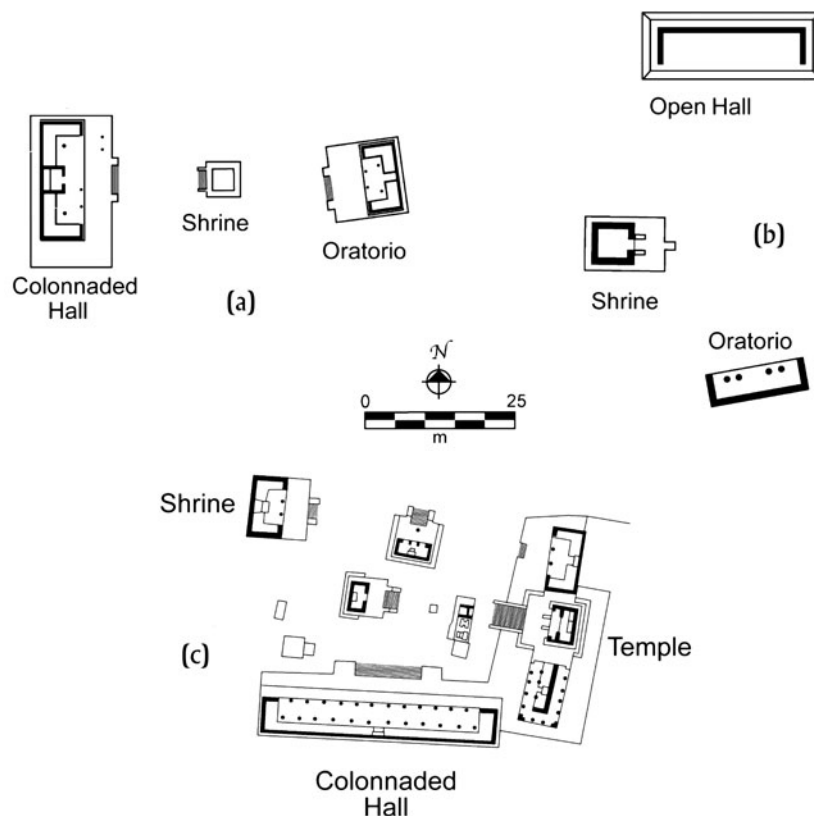 Open Hall
Shrine
Oratorio
Colonnaded
Hall
(a)
(b)
Shrine
Oratorio
N
0 25
m
Shrine
(c)
Temple
Colonnaded
Hall